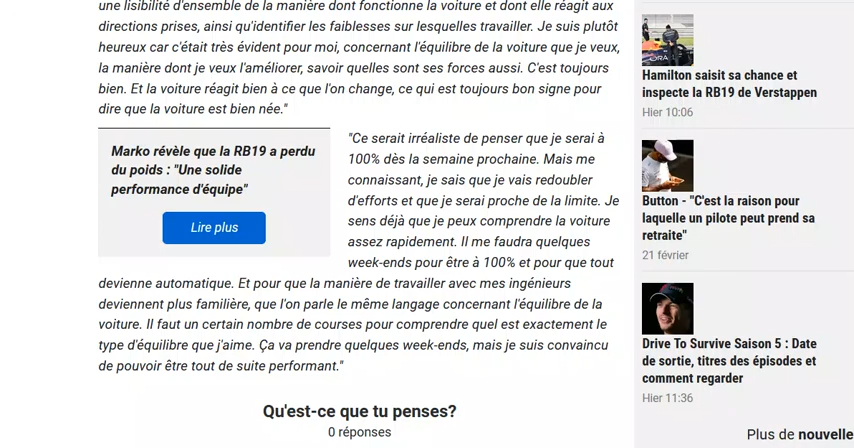 une lisibilité d'ensemble de la manière dont fonctionne la voiture et dont elle réagit aux
directions prises, ainsi qu'identifier les faiblesses sur lesquelles travailler. Je suis plutôt
heureux car c'était très évident pour moi, concernant l'équilibre de la voiture que je veux,
la manière dont je veux l'améliorer, savoir quelles sont ses forces aussi. C'est toujours
bien. Et la voiture réagit bien à ce que l'on change, ce qui est toujours bon signe pour
dire que la voiture est bien née."
Marko révèle que la RB19 a perdu
du poids : "Une solide
performance d'équipe"
Lire plus
"Ce serait irréaliste de penser que je serai à
100% dès la semaine prochaine. Mais me
connaissant, je sais que je vais redoubler
d'efforts et que je serai proche de la limite. Je
sens déjà que je peux comprendre la voiture
assez rapidement. Il me faudra quelques
week-ends pour être à 100% et pour que tout
devienne automatique. Et pour que la manière de travailler avec mes ingénieurs
deviennent plus familière, que l'on parle le même langage concernant l'équilibre de la
voiture. Il faut un certain nombre de courses pour comprendre quel est exactement le
type d'équilibre que j'aime. Ça va prendre quelques week-ends, mais je suis convaincu
de pouvoir être tout de suite performant."
Qu'est-ce que tu penses?
0 réponses
Hamilton saisit sa chance et
inspecte la RB19 de Verstappen
Hier 10:06
Button - "C'est la raison pour
laquelle un pilote peut prend sa
retraite"
21 février
Drive To Survive Saison 5 : Date
de sortie, titres des épisodes et
comment regarder
Hier 11:36
Plus de nouvelle